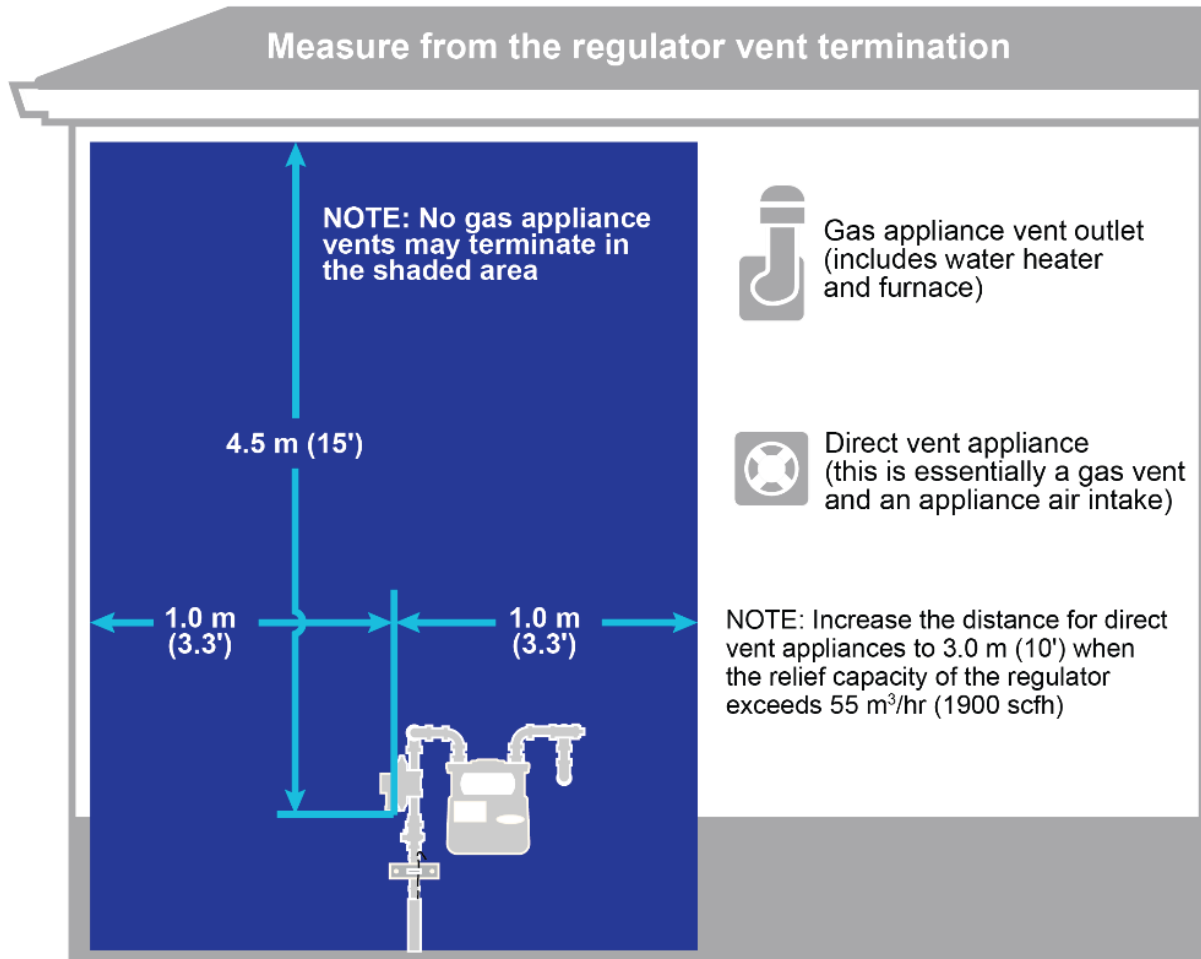 Measure from the regulator vent termination
NOTE: No gas appliance
vents may terminate in
the shaded area
4.5 m (15')
1.0 m
(3.3')
1.0 m
(3.3')
Gas appliance vent outlet
(includes water heater
and furnace)
Direct vent appliance
(this is essentially a gas vent
and an appliance air intake)
NOTE: Increase the distance for direct
vent appliances to 3.0 m (10') when
the relief capacity of the regulator
exceeds 55 m³/hr (1900 scfh)